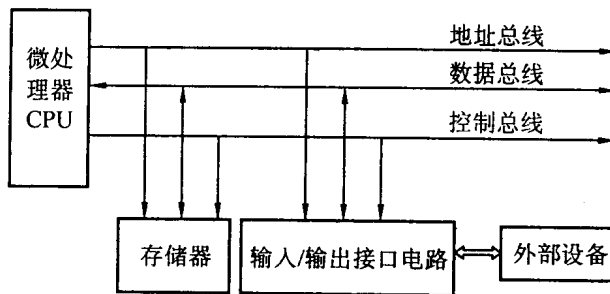 微处
理器
CPU
地址总线
数据总线
控制总线
存储器
输入/输出接口电路
外部设备